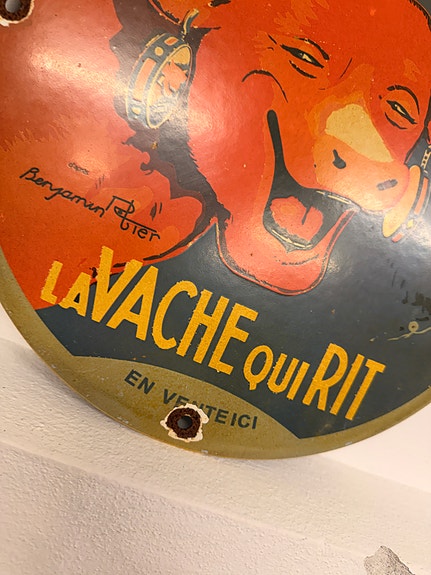 Benjamin Rabier
LA VACHE QUI RIT
EN VENTE ICI